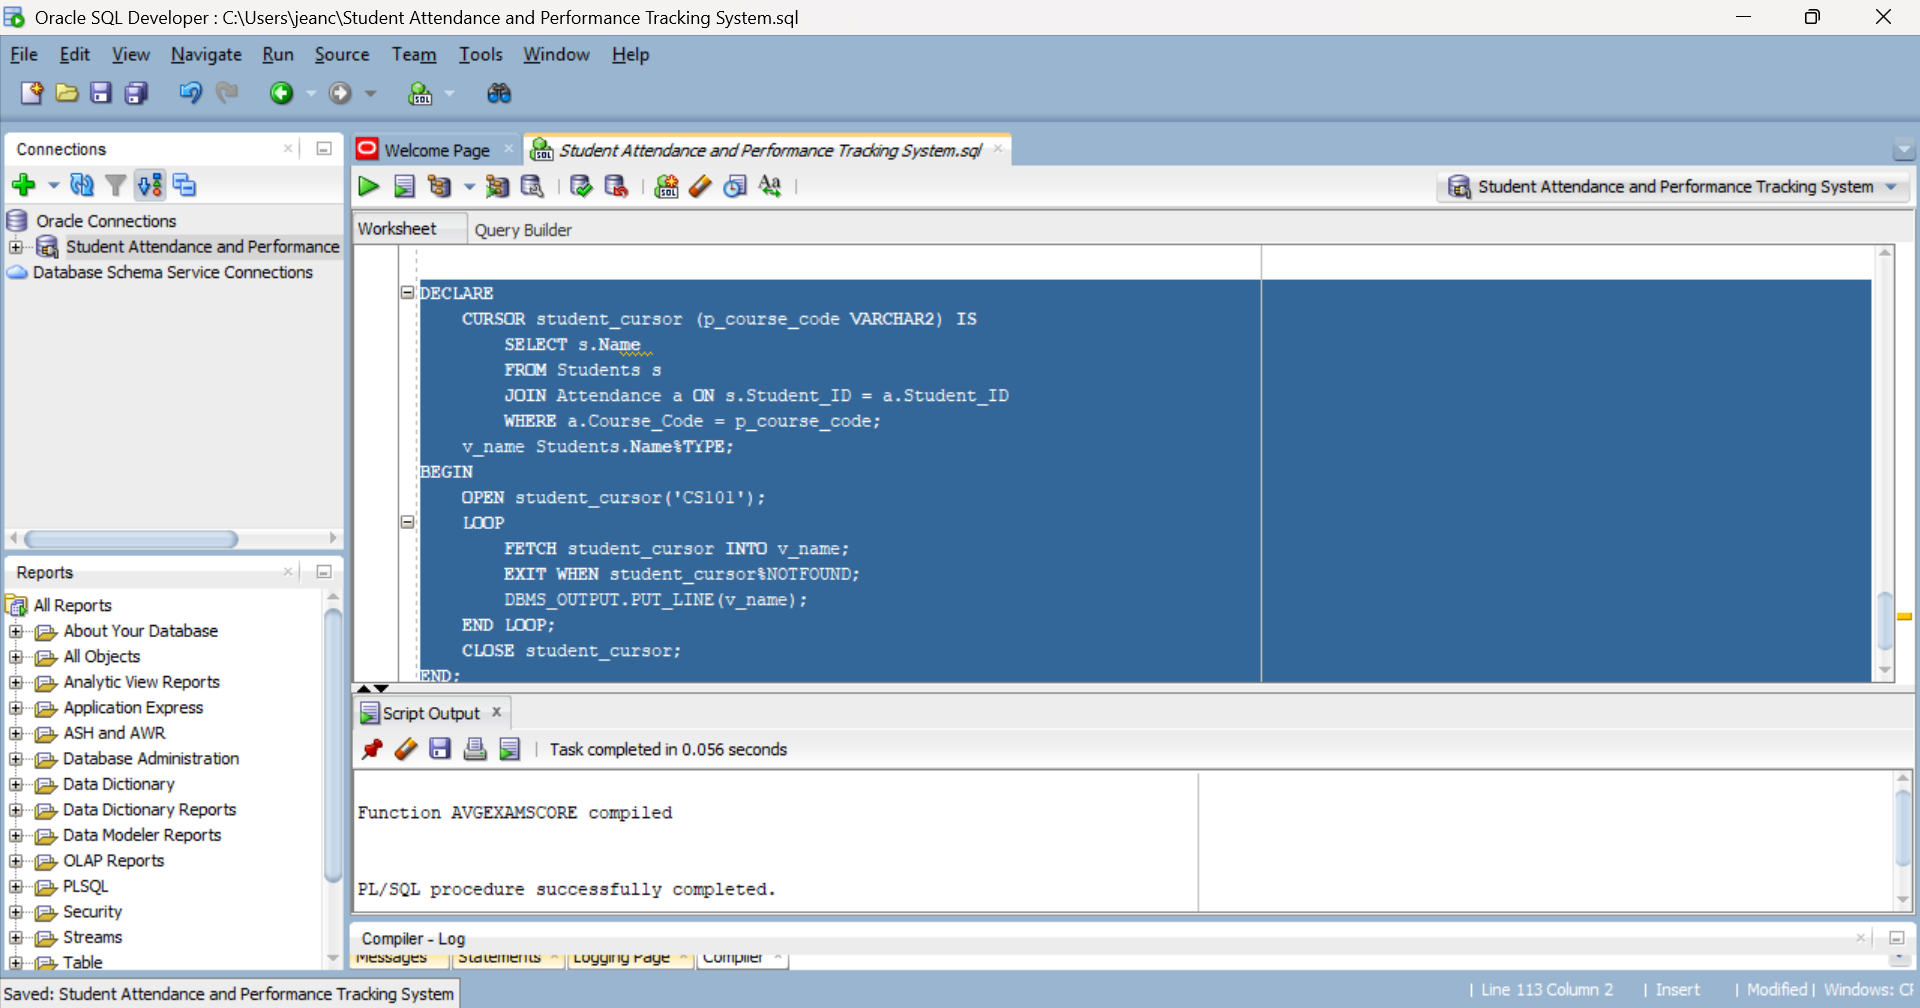 Oracle SQL Developer : C:\Users\jeanc\Student Attendance and Performance Tracking System.sql
File Edit View Navigate Run Source Team Tools Window Help
Connections
Welcome Page
Student Attendance and Performance Tracking System.sql
Student Attendance and Performance Tracking System
Oracle Connections
Student Attendance and Performance
Database Schema Service Connections
Worksheet
Query Builder
DECLARE
CURSOR student_cursor (p_course_code VARCHAR2) IS
SELECT s.Name
FROM Students s
JOIN Attendance a ON s.Student_ID = a.Student_ID
WHERE a.Course_Code = p_course_code;
v_name Students.Name%TYPE;
BEGIN
OPEN student_cursor('CS101');
LOOP
FETCH student_cursor INTO v_name;
EXIT WHEN student_cursor%NOTFOUND;
DBMS_OUTPUT.PUT_LINE(v_name);
END LOOP;
CLOSE student_cursor;
END;
Reports
All Reports
About Your Database
All Objects
Analytic View Reports
Application Express
ASH and AWR
Database Administration
Data Dictionary
Data Dictionary Reports
Data Modeler Reports
OLAP Reports
PLSQL
Security
Streams
Table
Script Output
Task completed in 0.056 seconds
Function AVGEXAMSCORE compiled
PL/SQL procedure successfully completed.
Compiler - Log
Messages
Statements
Logging Page
Compiler
Saved: Student Attendance and Performance Tracking System
Line 113 Column 2
Insert
Modified
Windows: